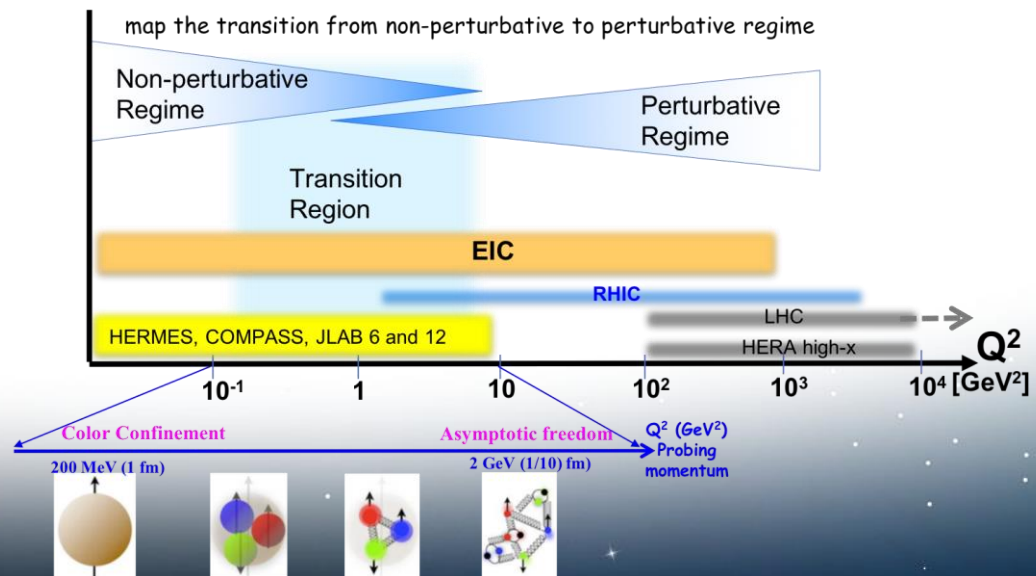 map the transition from non-perturbative to perturbative regime
Non-perturbative
Regime
Perturbative
Regime
Transition
Region
EIC
RHIC
LHC
HERMES, COMPASS, JLAB 6 and 12
HERA high-x
Q²
10⁻¹
1
10
10²
10³
10⁴ [GeV²]
Color Confinement
Asymptotic freedom
Q² (GeV²)
Probing
momentum
200 MeV (1 fm)
2 GeV (1/10) fm)